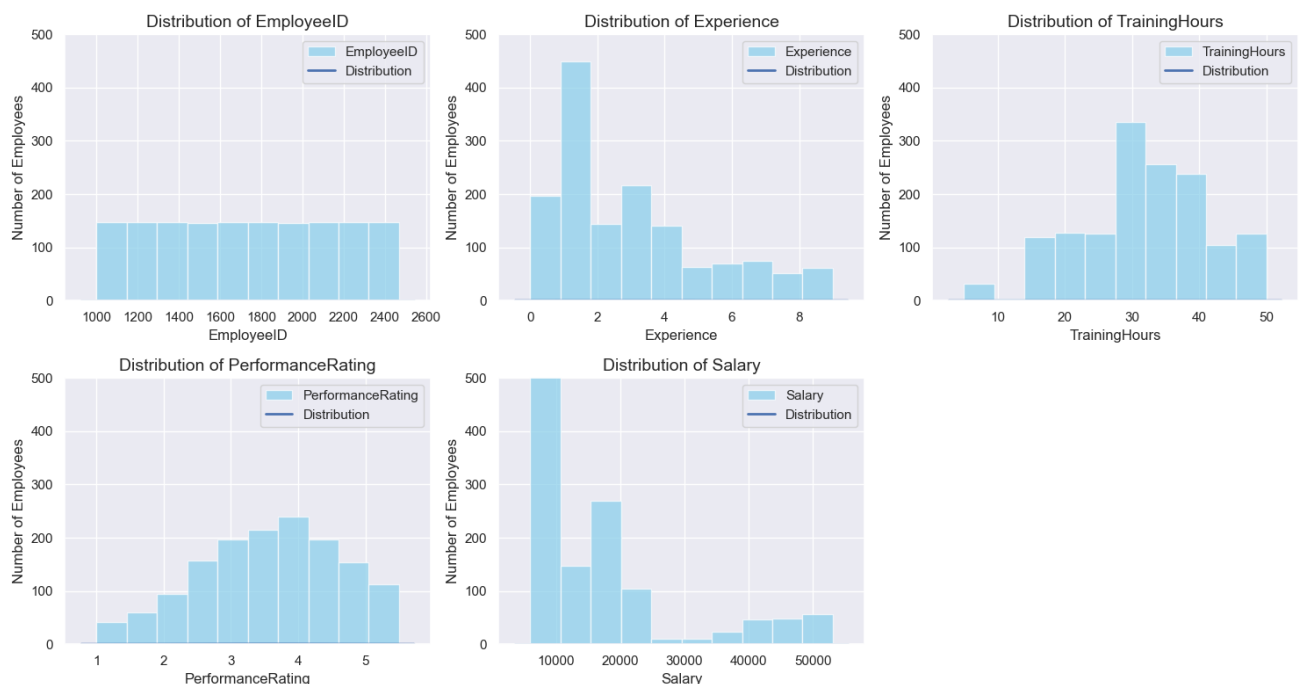 Distribution of EmployeeID
500
400
300
200
100
0
Number of Employees
EmployeeID
Distribution
1000 1200 1400 1600 1800 2000 2200 2400 2600
EmployeeID
Distribution of Experience
500
400
300
200
100
0
Number of Employees
Experience
Distribution
0 2 4 6 8
Experience
Distribution of TrainingHours
500
400
300
200
100
0
Number of Employees
TrainingHours
Distribution
10 20 30 40 50
TrainingHours
Distribution of PerformanceRating
500
400
300
200
100
0
Number of Employees
PerformanceRating
Distribution
1 2 3 4 5
PerformanceRating
Distribution of Salary
500
400
300
200
100
0
Number of Employees
Salary
Distribution
10000 20000 30000 40000 50000
Salary